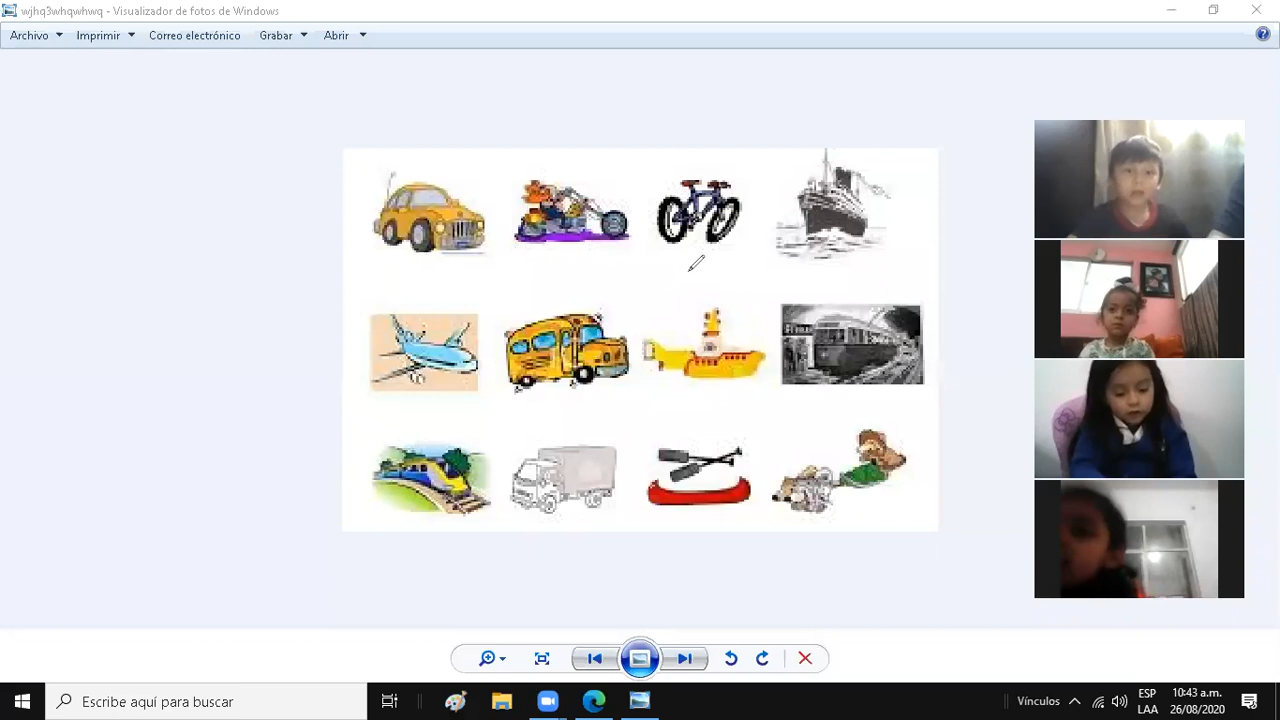 wjhq3whqwhwq - Visualizador de fotos de Windows
Archivo Imprimir Correo electrónico Grabar Abrir
Escribe aquí para buscar
Vínculos
ESP
LAA
10:43 a.m.
26/08/2020